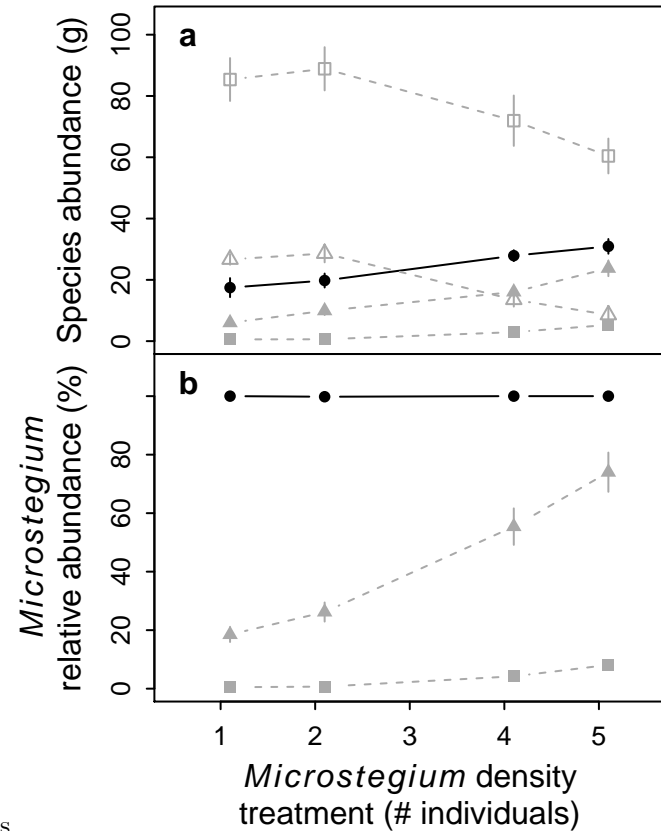 a
Species abundance (g)
0
20
40
60
80
100
b
Microstegium
relative abundance (%)
0
20
40
60
80
1
2
3
4
5
Microstegium density
treatment (# individuals)
s